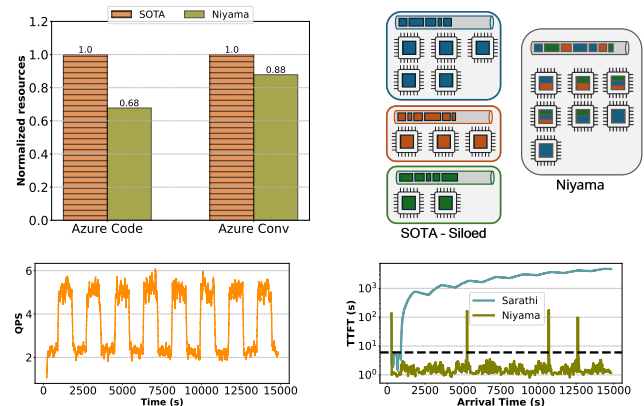 SOTA Niyama
Normalized resources
1.2
1.0
0.8
0.6
0.4
0.2
0.0
1.0
0.68
1.0
0.88
Azure Code Azure Conv
SOTA - Siloed
Niyama
QPS
6
4
2
0 2500 5000 7500 10000 12500 15000
Time (s)
TTFT (s)
10³
10²
10¹
10⁰
Sarathi
Niyama
0 2500 5000 7500 10000 12500 15000
Arrival Time (s)